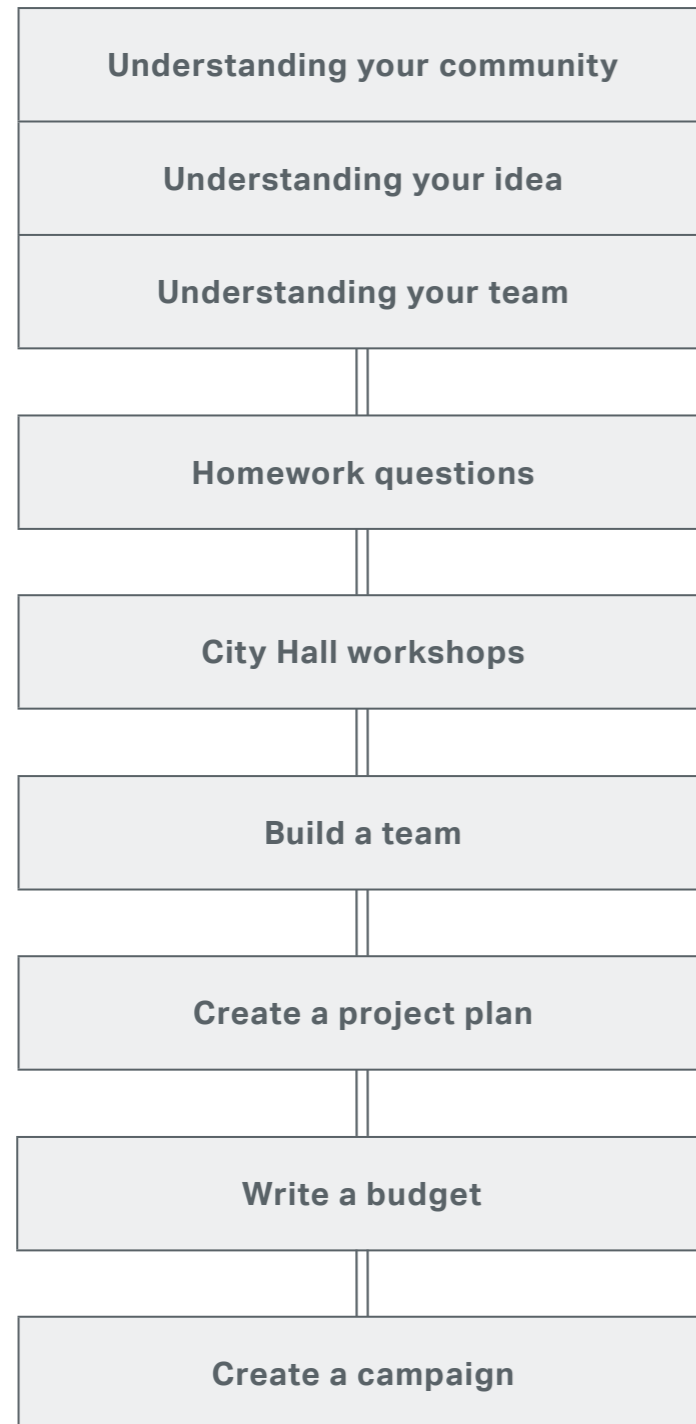 Understanding your community
Understanding your idea
Understanding your team
Homework questions
City Hall workshops
Build a team
Create a project plan
Write a budget
Create a campaign